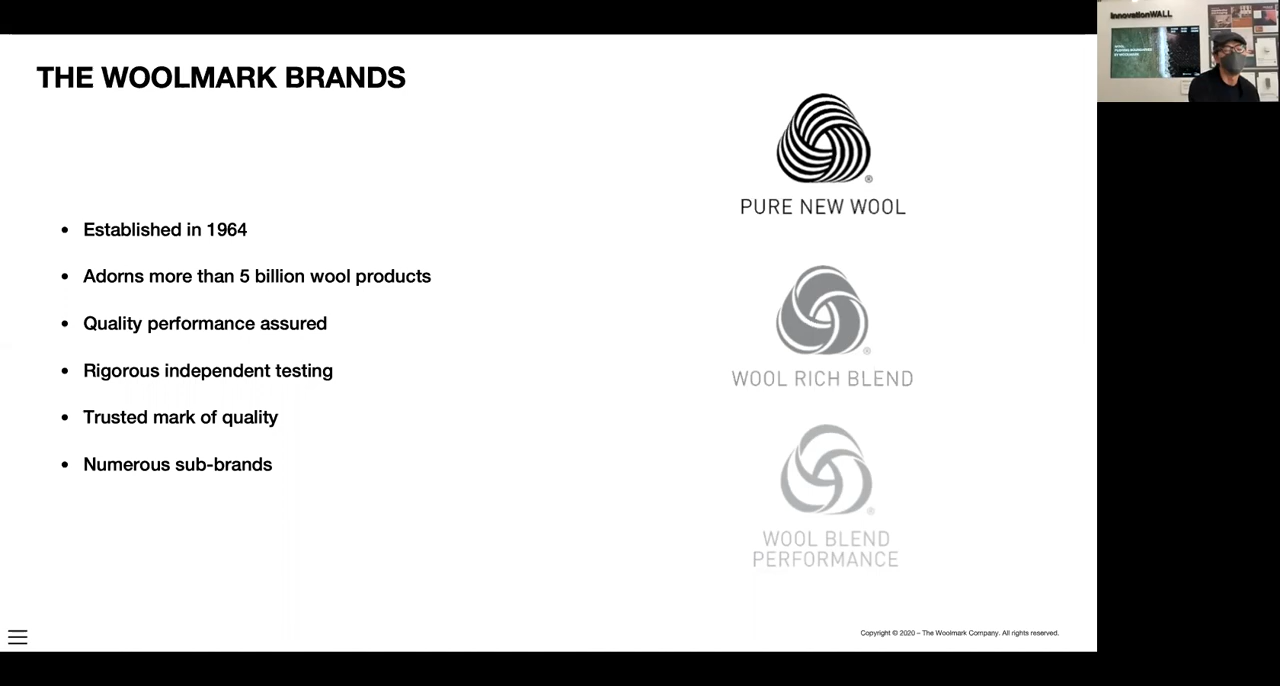 THE WOOLMARK BRANDS
• Established in 1964
• Adorns more than 5 billion wool products
• Quality performance assured
• Rigorous independent testing
• Trusted mark of quality
• Numerous sub-brands
®
PURE NEW WOOL
®
WOOL RICH BLEND
®
WOOL BLEND
PERFORMANCE
Copyright © 2020 – The Woolmark Company. All rights reserved.
InnovationWALL